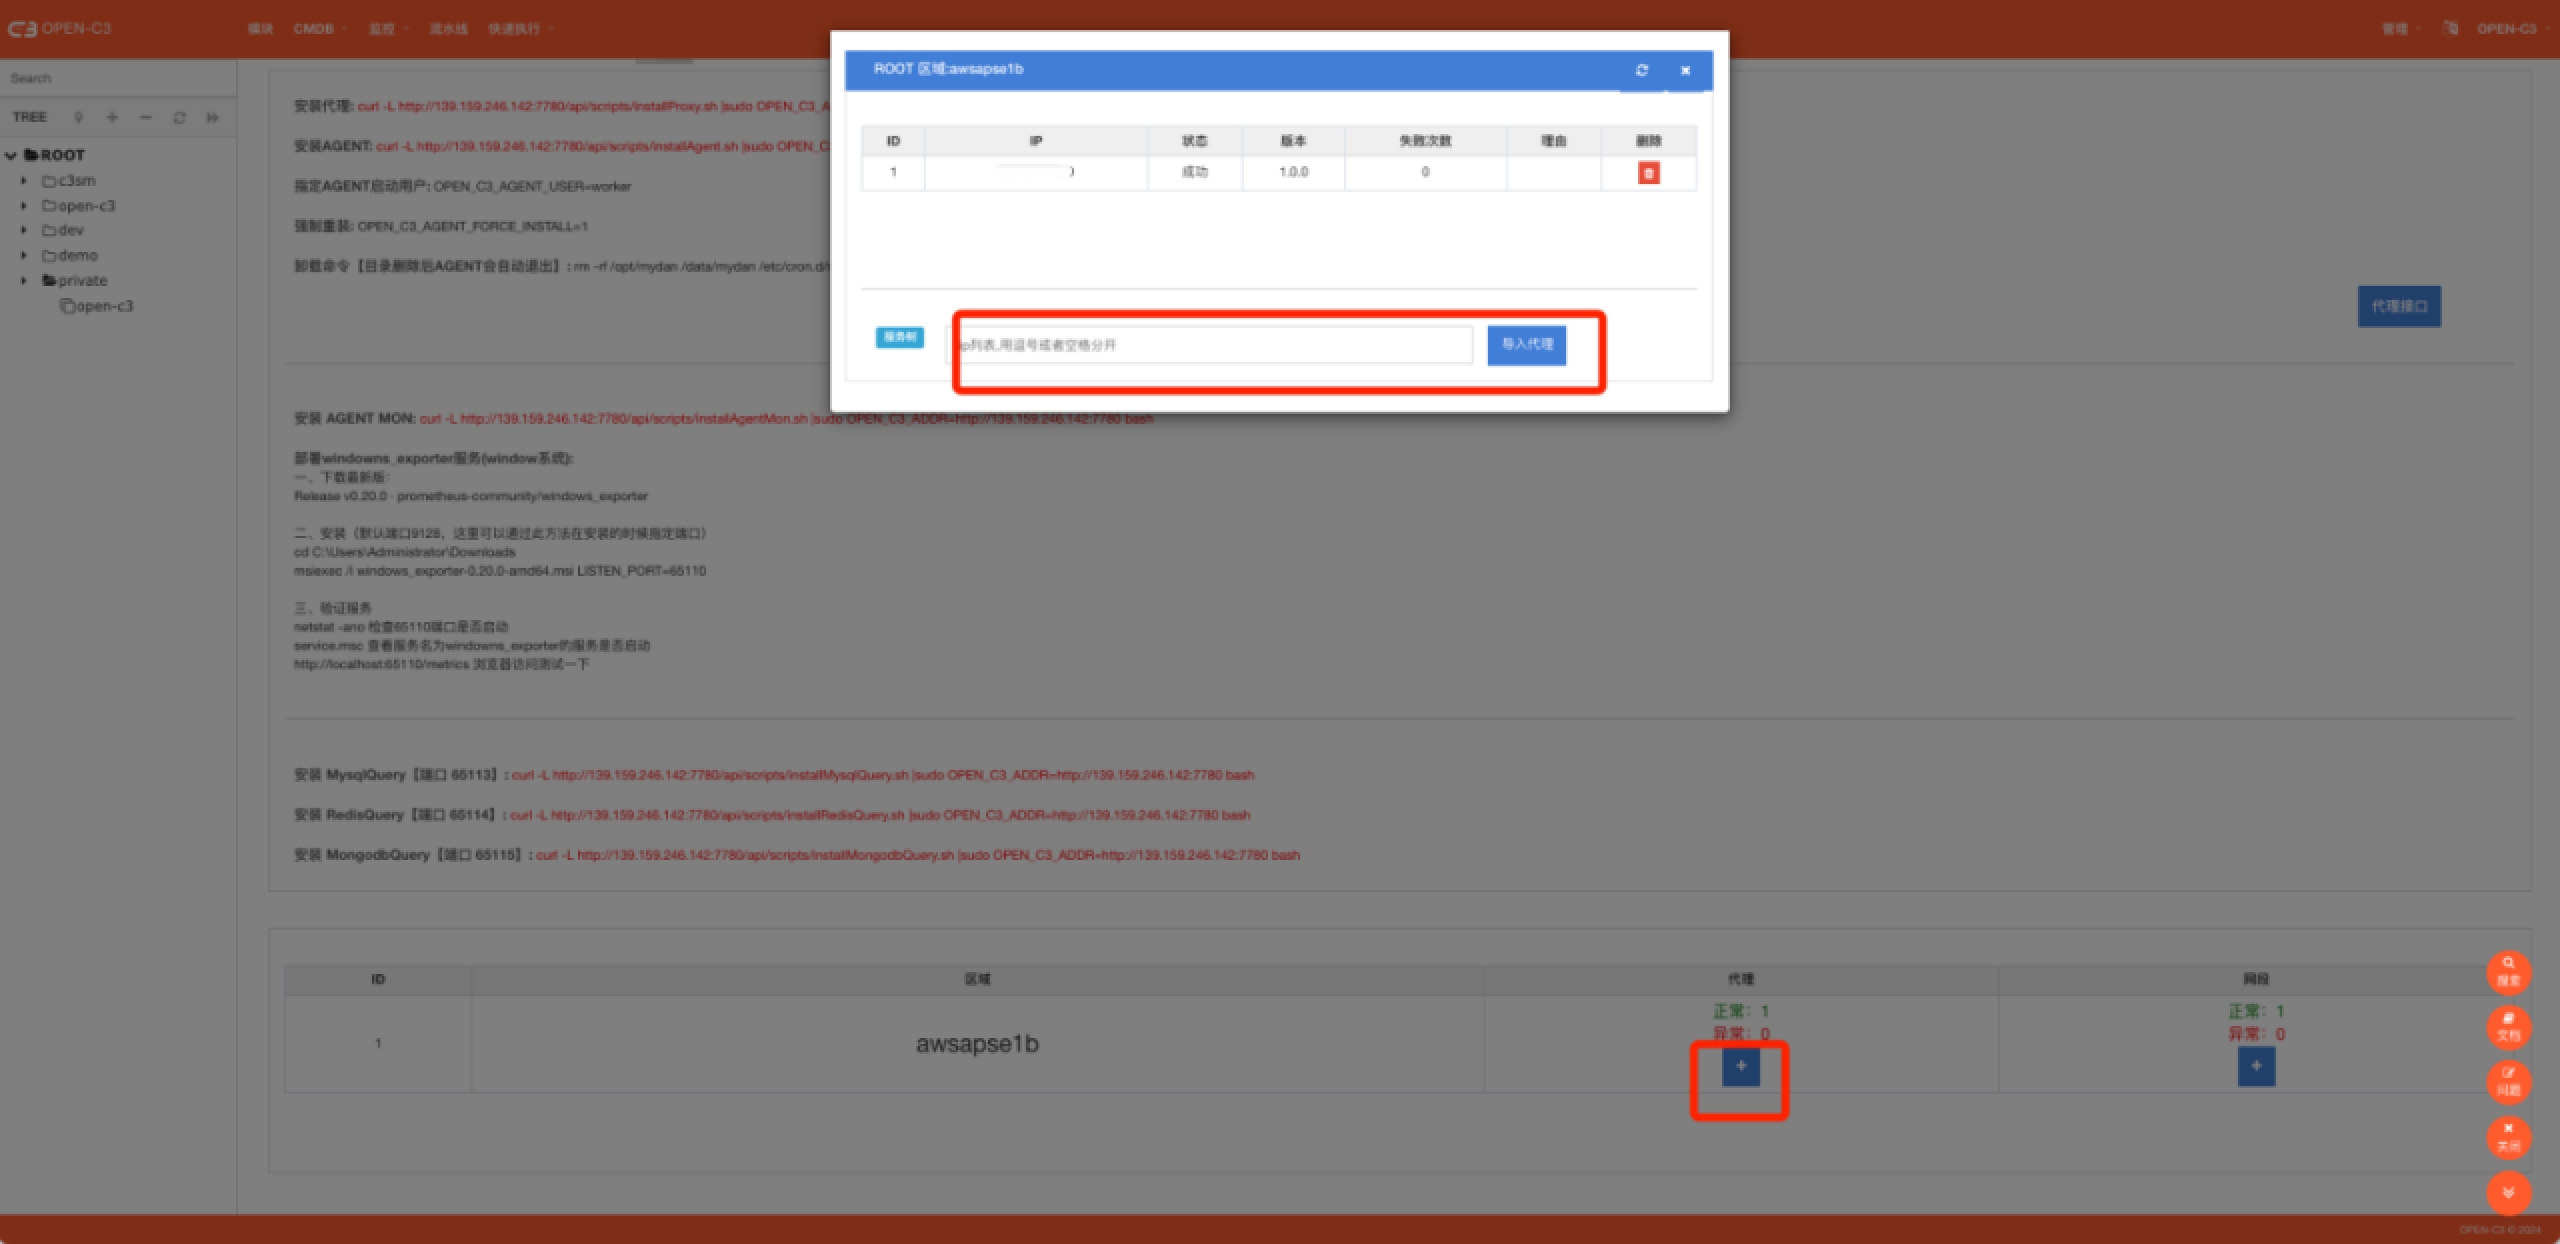 C3 OPEN-C3
模块 CMDB 监控 流水线 快速执行
管理 OPEN-C3
Search
TREE
ROOT
c3sm
open-c3
dev
demo
private
open-c3
安装代理: curl -L http://139.159.246.142:7780/api/scripts/installProxy.sh |sudo OPEN_C3_A
安装AGENT: curl -L http://139.159.246.142:7780/api/scripts/installAgent.sh |sudo OPEN_C
指定AGENT启动用户: OPEN_C3_AGENT_USER=worker
强制重装: OPEN_C3_AGENT_FORCE_INSTALL=1
卸载命令【目录删除后AGENT会自动退出】: rm -rf /opt/mydan /data/mydan /etc/cron.d/
代理接口
ROOT 区域:awsapse1b
ID IP 状态 版本 失败次数 理由 删除
1 成功 1.0.0 0
服务树
ip列表,用逗号或者空格分开
导入代理
安装 AGENT MON: curl -L http://139.159.246.142:7780/api/scripts/installAgentMon.sh |sudo OPEN_C3_ADDR=http://139.159.246.142:7780 bash
部署windowns_exporter服务(window系统):
一、下载最新版:
Release v0.20.0 · prometheus-community/windows_exporter
二、安装（默认端口9128，这里可以通过此方法在安装的时候指定端口）
cd C:\Users\Administrator\Downloads
msiexec /i windows_exporter-0.20.0-amd64.msi LISTEN_PORT=65110
三、验证服务
netstat -ano 检查65110端口是否启动
service.msc 查看服务名为windowns_exporter的服务是否启动
http://localhost:65110/metrics 浏览器访问测试一下
安装 MysqlQuery【端口 65113】: curl -L http://139.159.246.142:7780/api/scripts/installMysqlQuery.sh |sudo OPEN_C3_ADDR=http://139.159.246.142:7780 bash
安装 RedisQuery【端口 65114】: curl -L http://139.159.246.142:7780/api/scripts/installRedisQuery.sh |sudo OPEN_C3_ADDR=http://139.159.246.142:7780 bash
安装 MongodbQuery【端口 65115】: curl -L http://139.159.246.142:7780/api/scripts/installMongodbQuery.sh |sudo OPEN_C3_ADDR=http://139.159.246.142:7780 bash
ID 区域 代理 网段
1 awsapse1b
正常: 1
异常: 0
正常: 1
异常: 0
搜索
文档
问题
关闭
OPEN-C3 © 2024